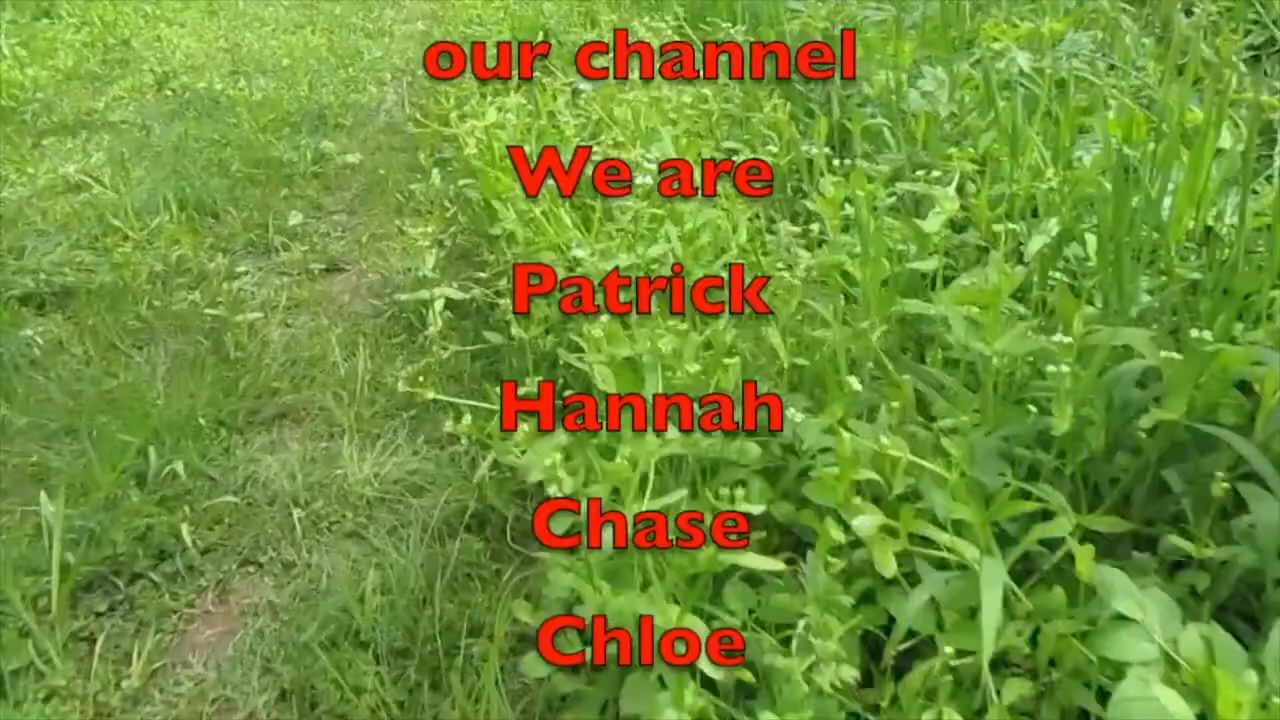 our channel
We are
Patrick
Hannah
Chase
Chloe